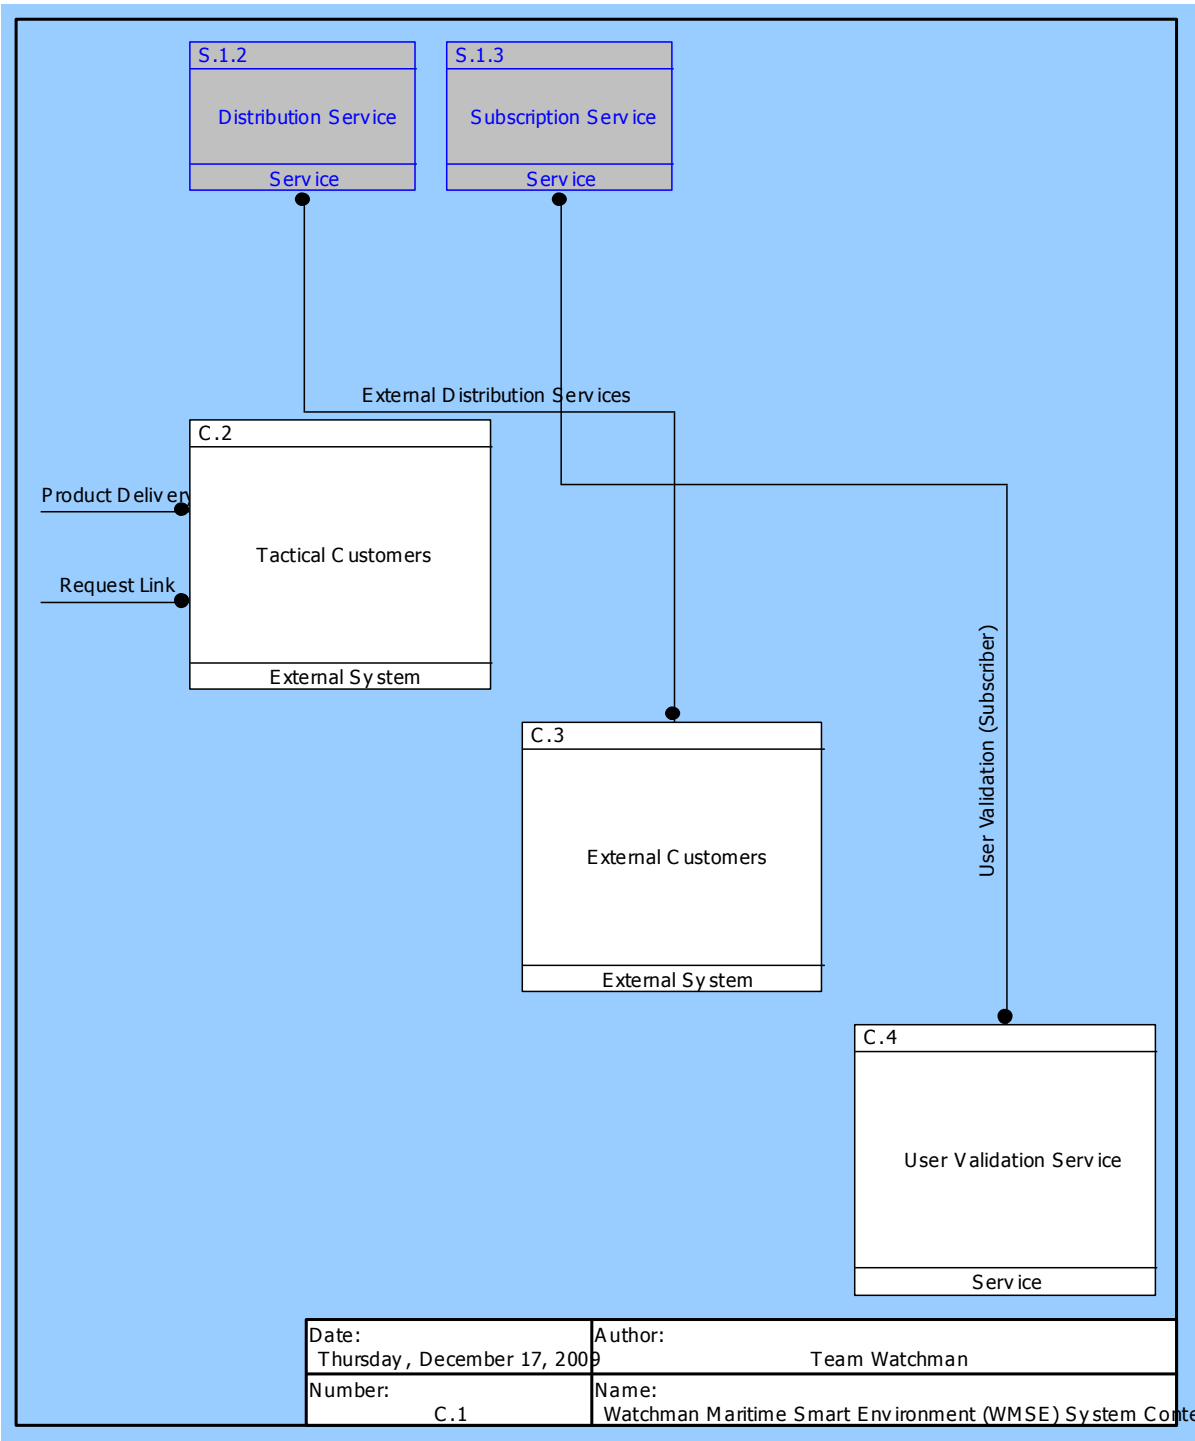 S.1.2
Distribution Service
Service
S.1.3
Subscription Service
Service
External Distribution Services
C.2
Tactical Customers
External System
Product Delivery
Request Link
C.3
External Customers
External System
User Validation (Subscriber)
C.4
User Validation Service
Service
Date:
Thursday, December 17, 2009
Author:
Team Watchman
Number:
C.1
Name:
Watchman Maritime Smart Environment (WMSE) System Conte